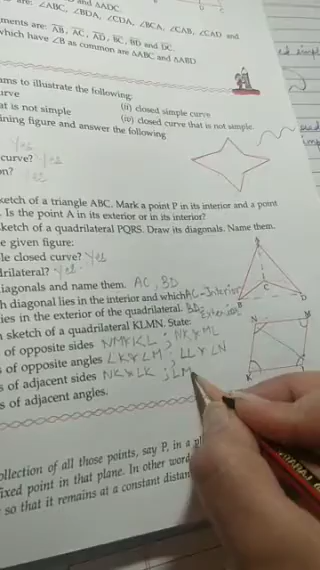 are: ∠ABC, and ΔADC.
∠BDA, ∠CDA, ∠BCA, ∠CAB, ∠CAD and
ments are: AB, AC, AD, BC, BD and DC.
which have ∠B as common are ΔABC and ΔABD
ams to illustrate the following:
urve (ii) closed simple curve
at is not simple (iv) closed curve that is not simple.
ining figure and answer the following
Yes
curve? Yes
on? Yes
ketch of a triangle ABC. Mark a point P in its interior and a point
. Is the point A in its exterior or in its interior?
ketch of a quadrilateral PQRS. Draw its diagonals. Name them.
e given figure:
le closed curve? Yes
drilateral? Yes
iagonals and name them. AC, BD
h diagonal lies in the interior and which AC-Interior
ies in the exterior of the quadrilateral. BD Exterior
n sketch of a quadrilateral KLMN. State:
of opposite sides NM & KL ; NK & ML
s of opposite angles ∠K & ∠M ; ∠L & ∠N
s of adjacent sides NK & LK ; LM
s of adjacent angles.
ollection of all those points, say P, in a pl
ixed point in that plane. In other word
so that it remains at a constant distan